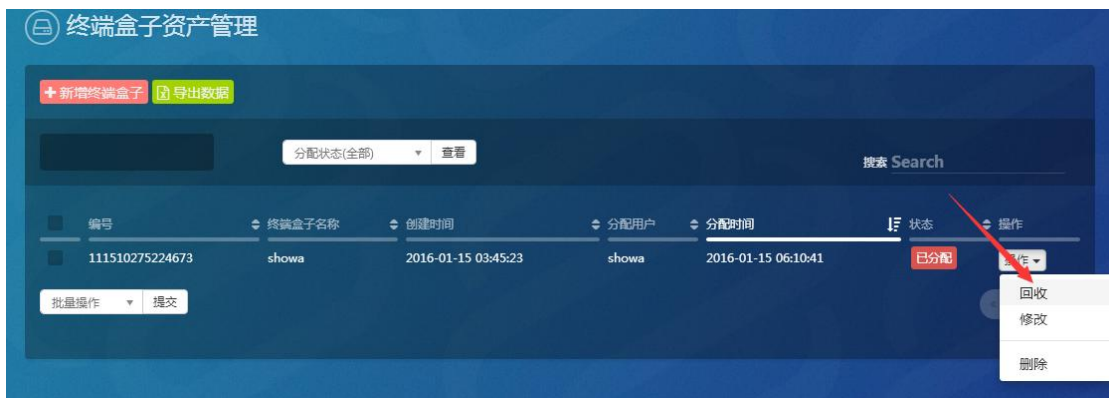 终端盒子资产管理
新增终端盒子 导出数据
分配状态(全部) 查看
搜索 Search
编号 终端盒子名称 创建时间 分配用户 分配时间 状态 操作
111510275224673 showa 2016-01-15 03:45:23 showa 2016-01-15 06:10:41 已分配 操作
批量操作 提交
回收
修改
删除